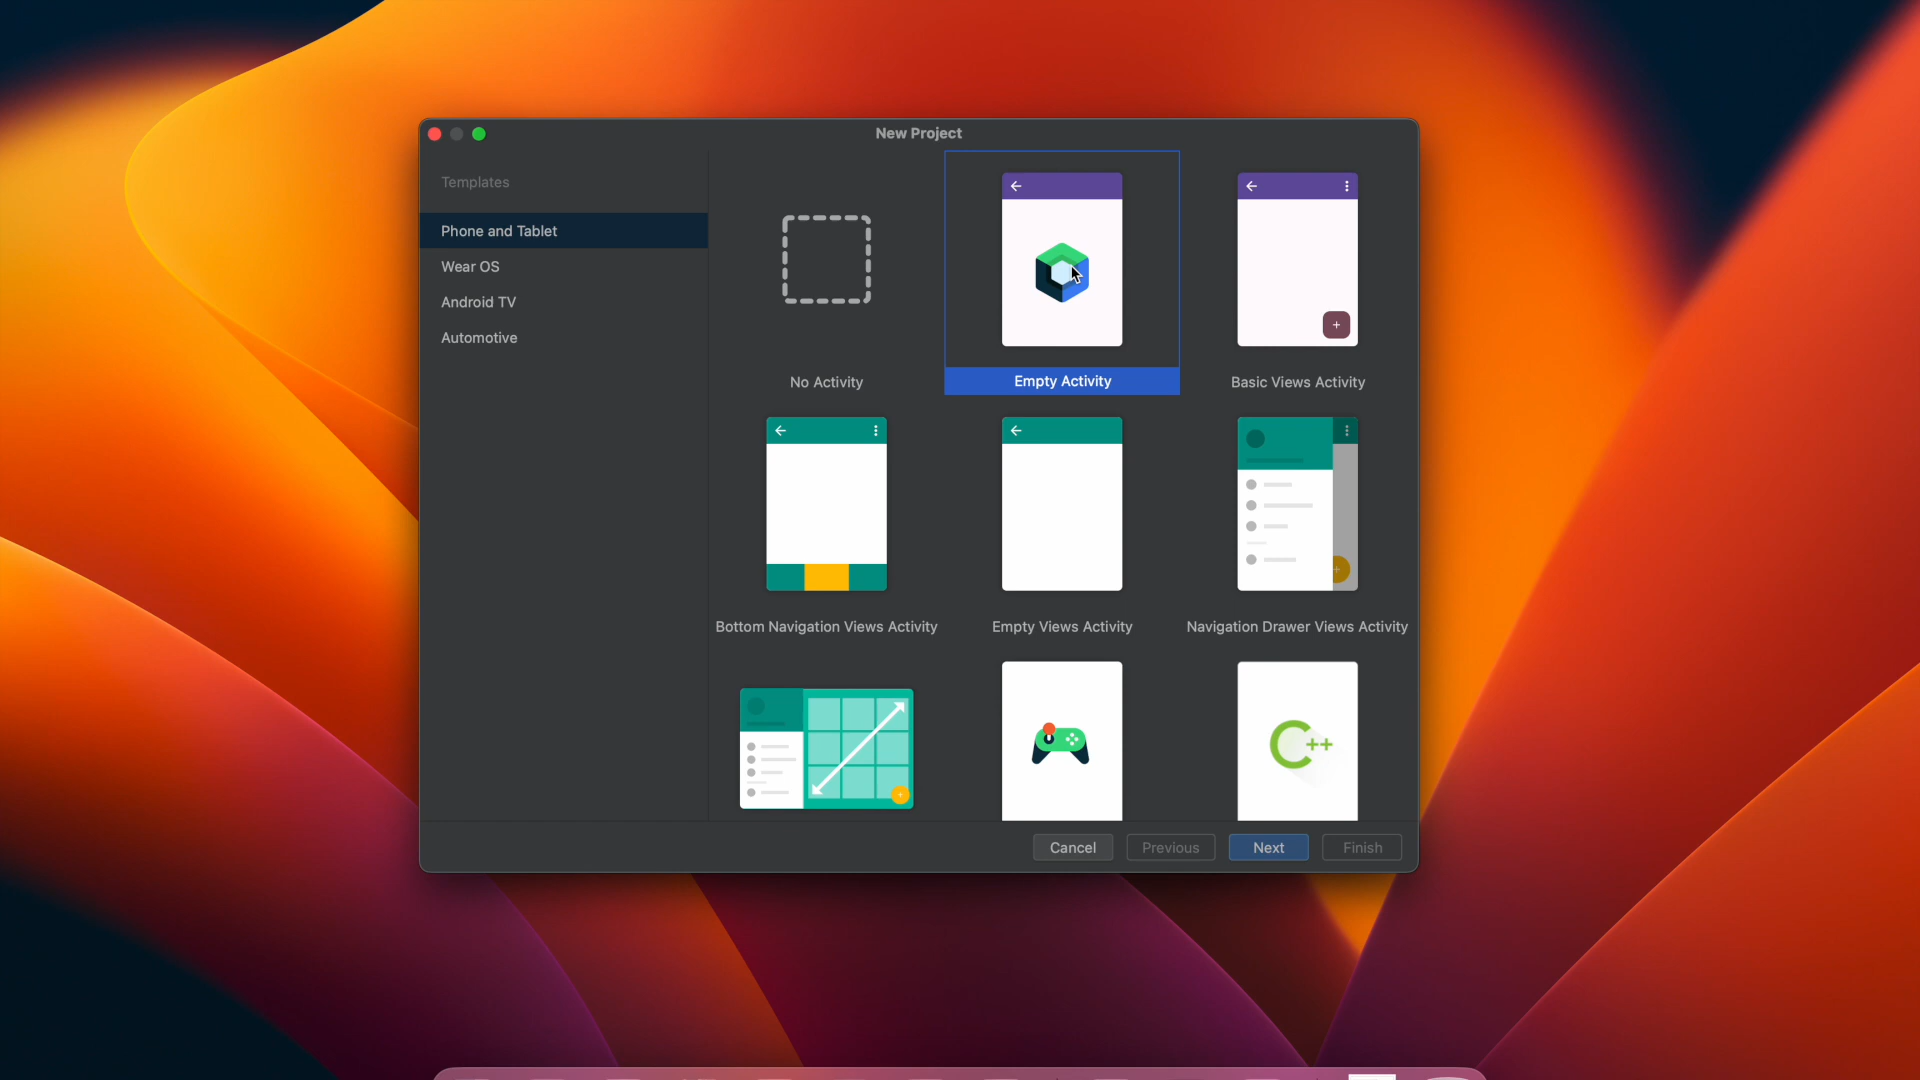 New Project
Templates
Phone and Tablet
Wear OS
Android TV
Automotive
No Activity
Empty Activity
Basic Views Activity
Bottom Navigation Views Activity
Empty Views Activity
Navigation Drawer Views Activity
C++
Cancel
Previous
Next
Finish